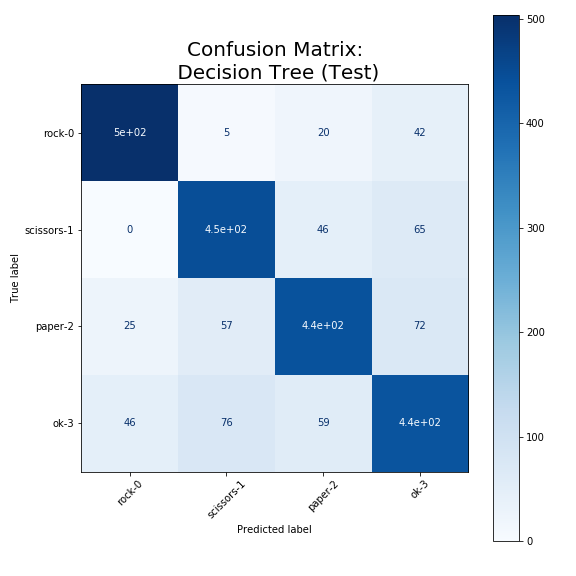 Confusion Matrix:
Decision Tree (Test)
500
rock-0
5e+02
5
20
42
400
scissors-1
0
4.5e+02
46
65
300
True label
paper-2
25
57
4.4e+02
72
200
ok-3
46
76
59
4.4e+02
100
rock-0
scissors-1
paper-2
ok-3
Predicted label
0